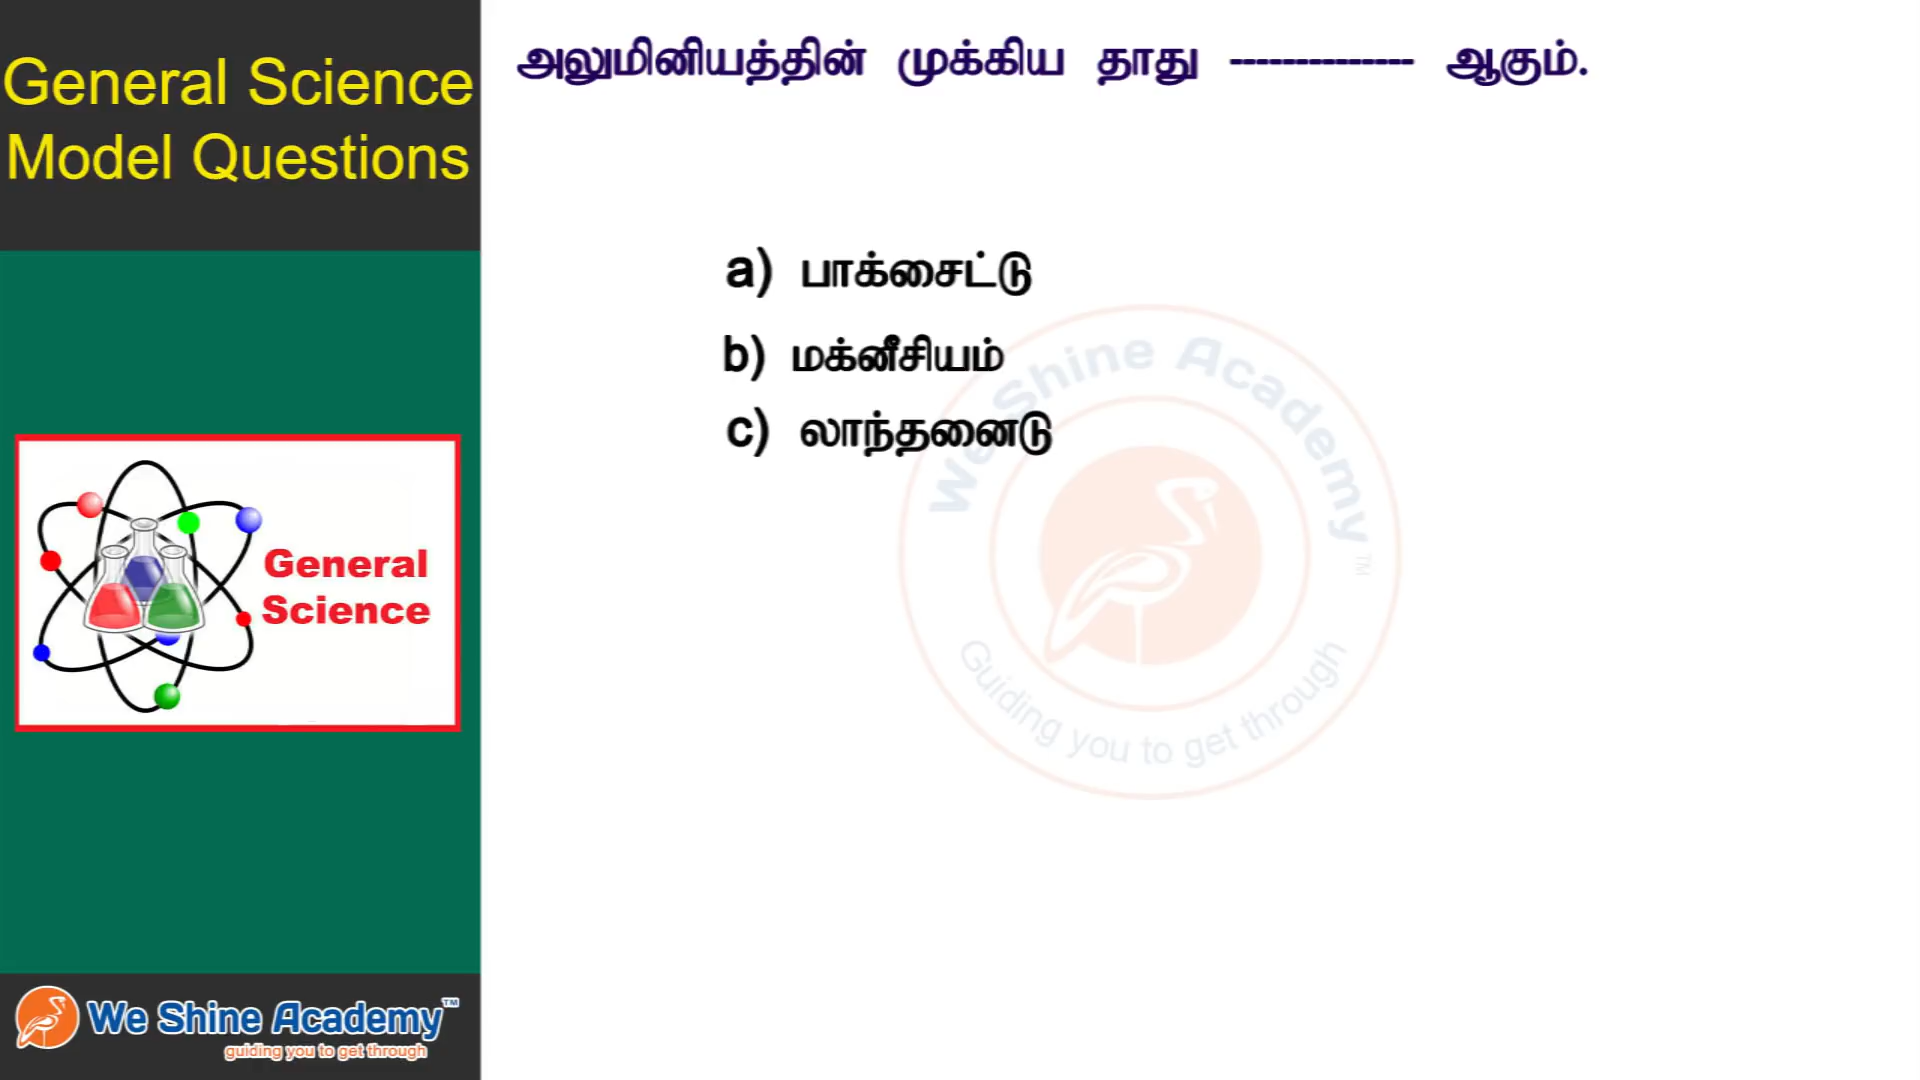 General Science
Model Questions
அலுமினியத்தின் முக்கிய தாது -------------- ஆகும்.
a) பாக்சைட்டு
b) மக்னீசியம்
c) லாந்தனைடு
We Shine Academy™
Guiding you to get through
General
Science
We Shine Academy™
guiding you to get through